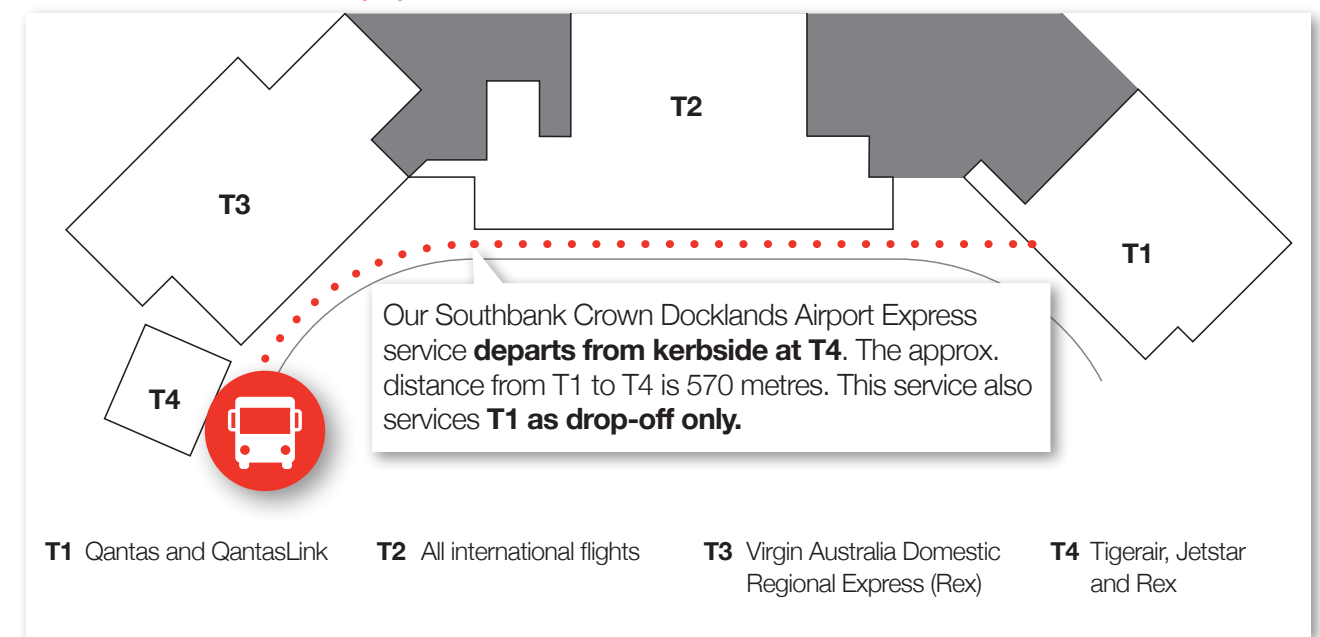 T2
T3
T1
Our Southbank Crown Docklands Airport Express
service departs from kerbside at T4. The approx.
distance from T1 to T4 is 570 metres. This service also
services T1 as drop-off only.
T4
T1 Qantas and QantasLink
T2 All international flights
T3 Virgin Australia Domestic
Regional Express (Rex)
T4 Tigerair, Jetstar
and Rex